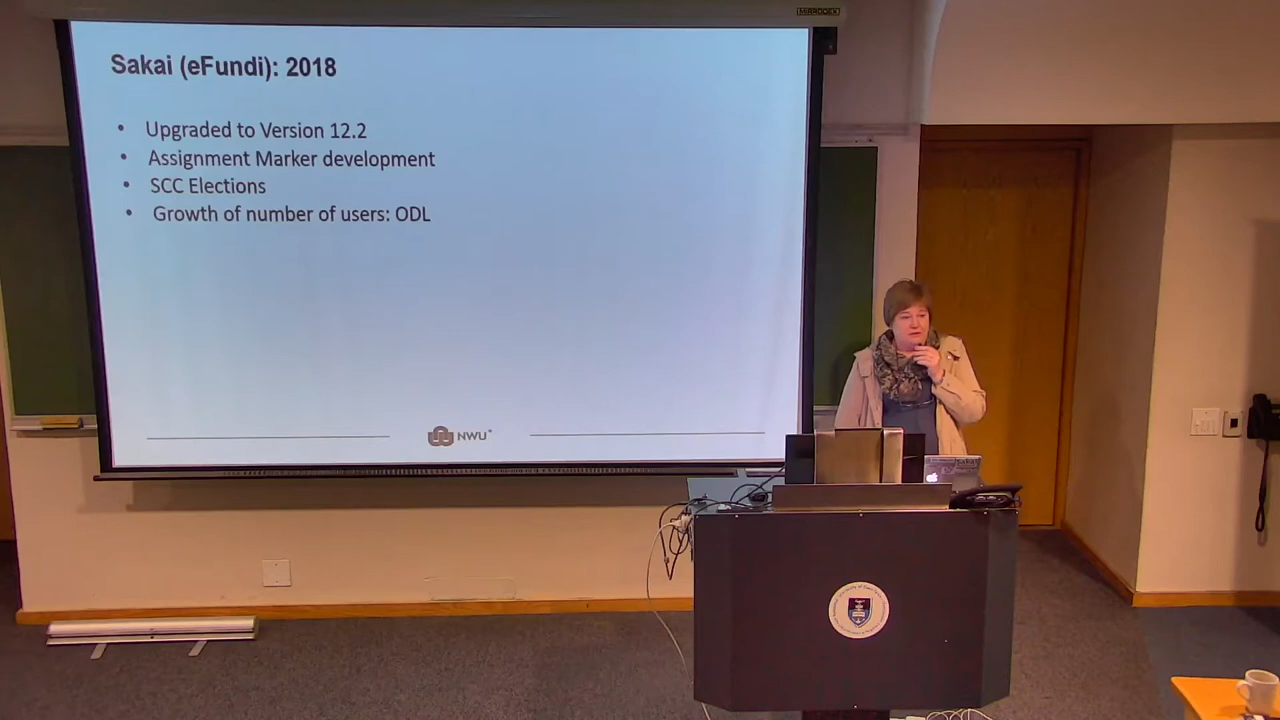 MIRRODEX
Sakai (eFundi): 2018
• Upgraded to Version 12.2
• Assignment Marker development
• SCC Elections
• Growth of number of users: ODL
NWU®